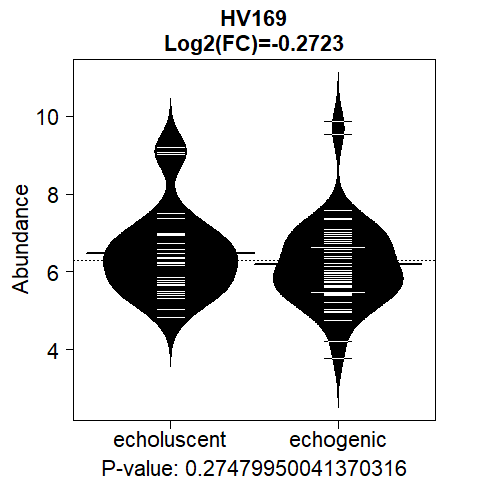 HV169
Log2(FC)=-0.2723
Abundance
10
8
6
4
echoluscent
echogenic
P-value: 0.27479950041370316